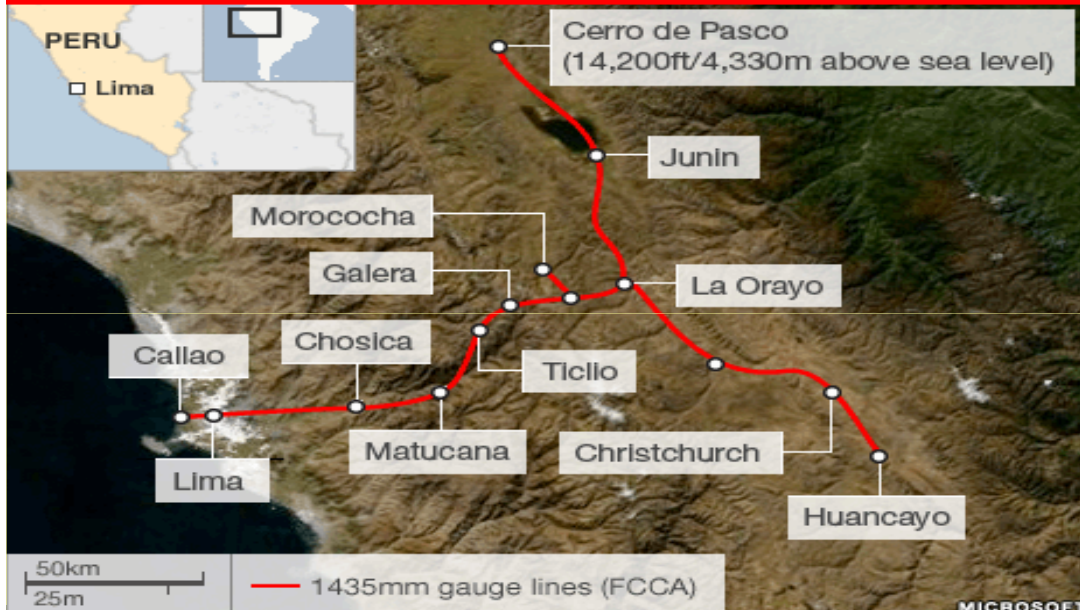 PERU
Lima
Cerro de Pasco
(14,200ft/4,330m above sea level)
Junin
Morococha
Galera
La Orayo
Chosica
Callao
Ticlio
Matucana
Christchurch
Lima
Huancayo
50km
25m
1435mm gauge lines (FCCA)
MICROSOFT